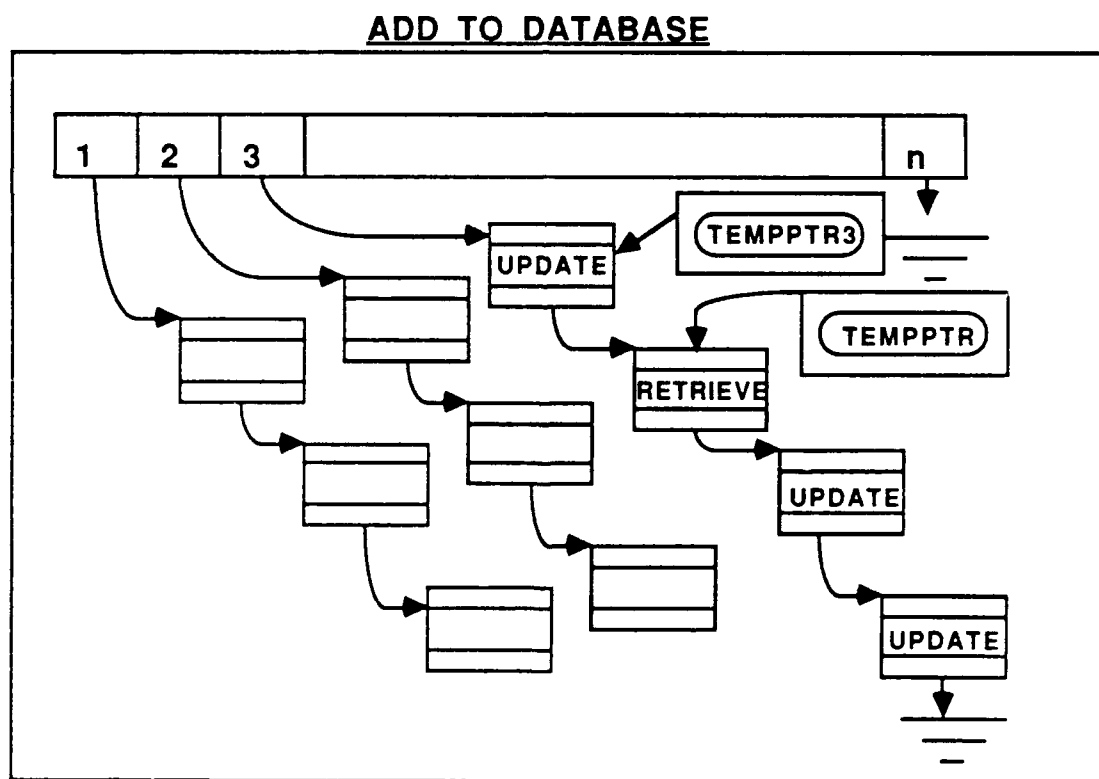 ADD TO DATABASE
1 2 3 n
TEMPPTR3
UPDATE
TEMPPTR
RETRIEVE
UPDATE
UPDATE